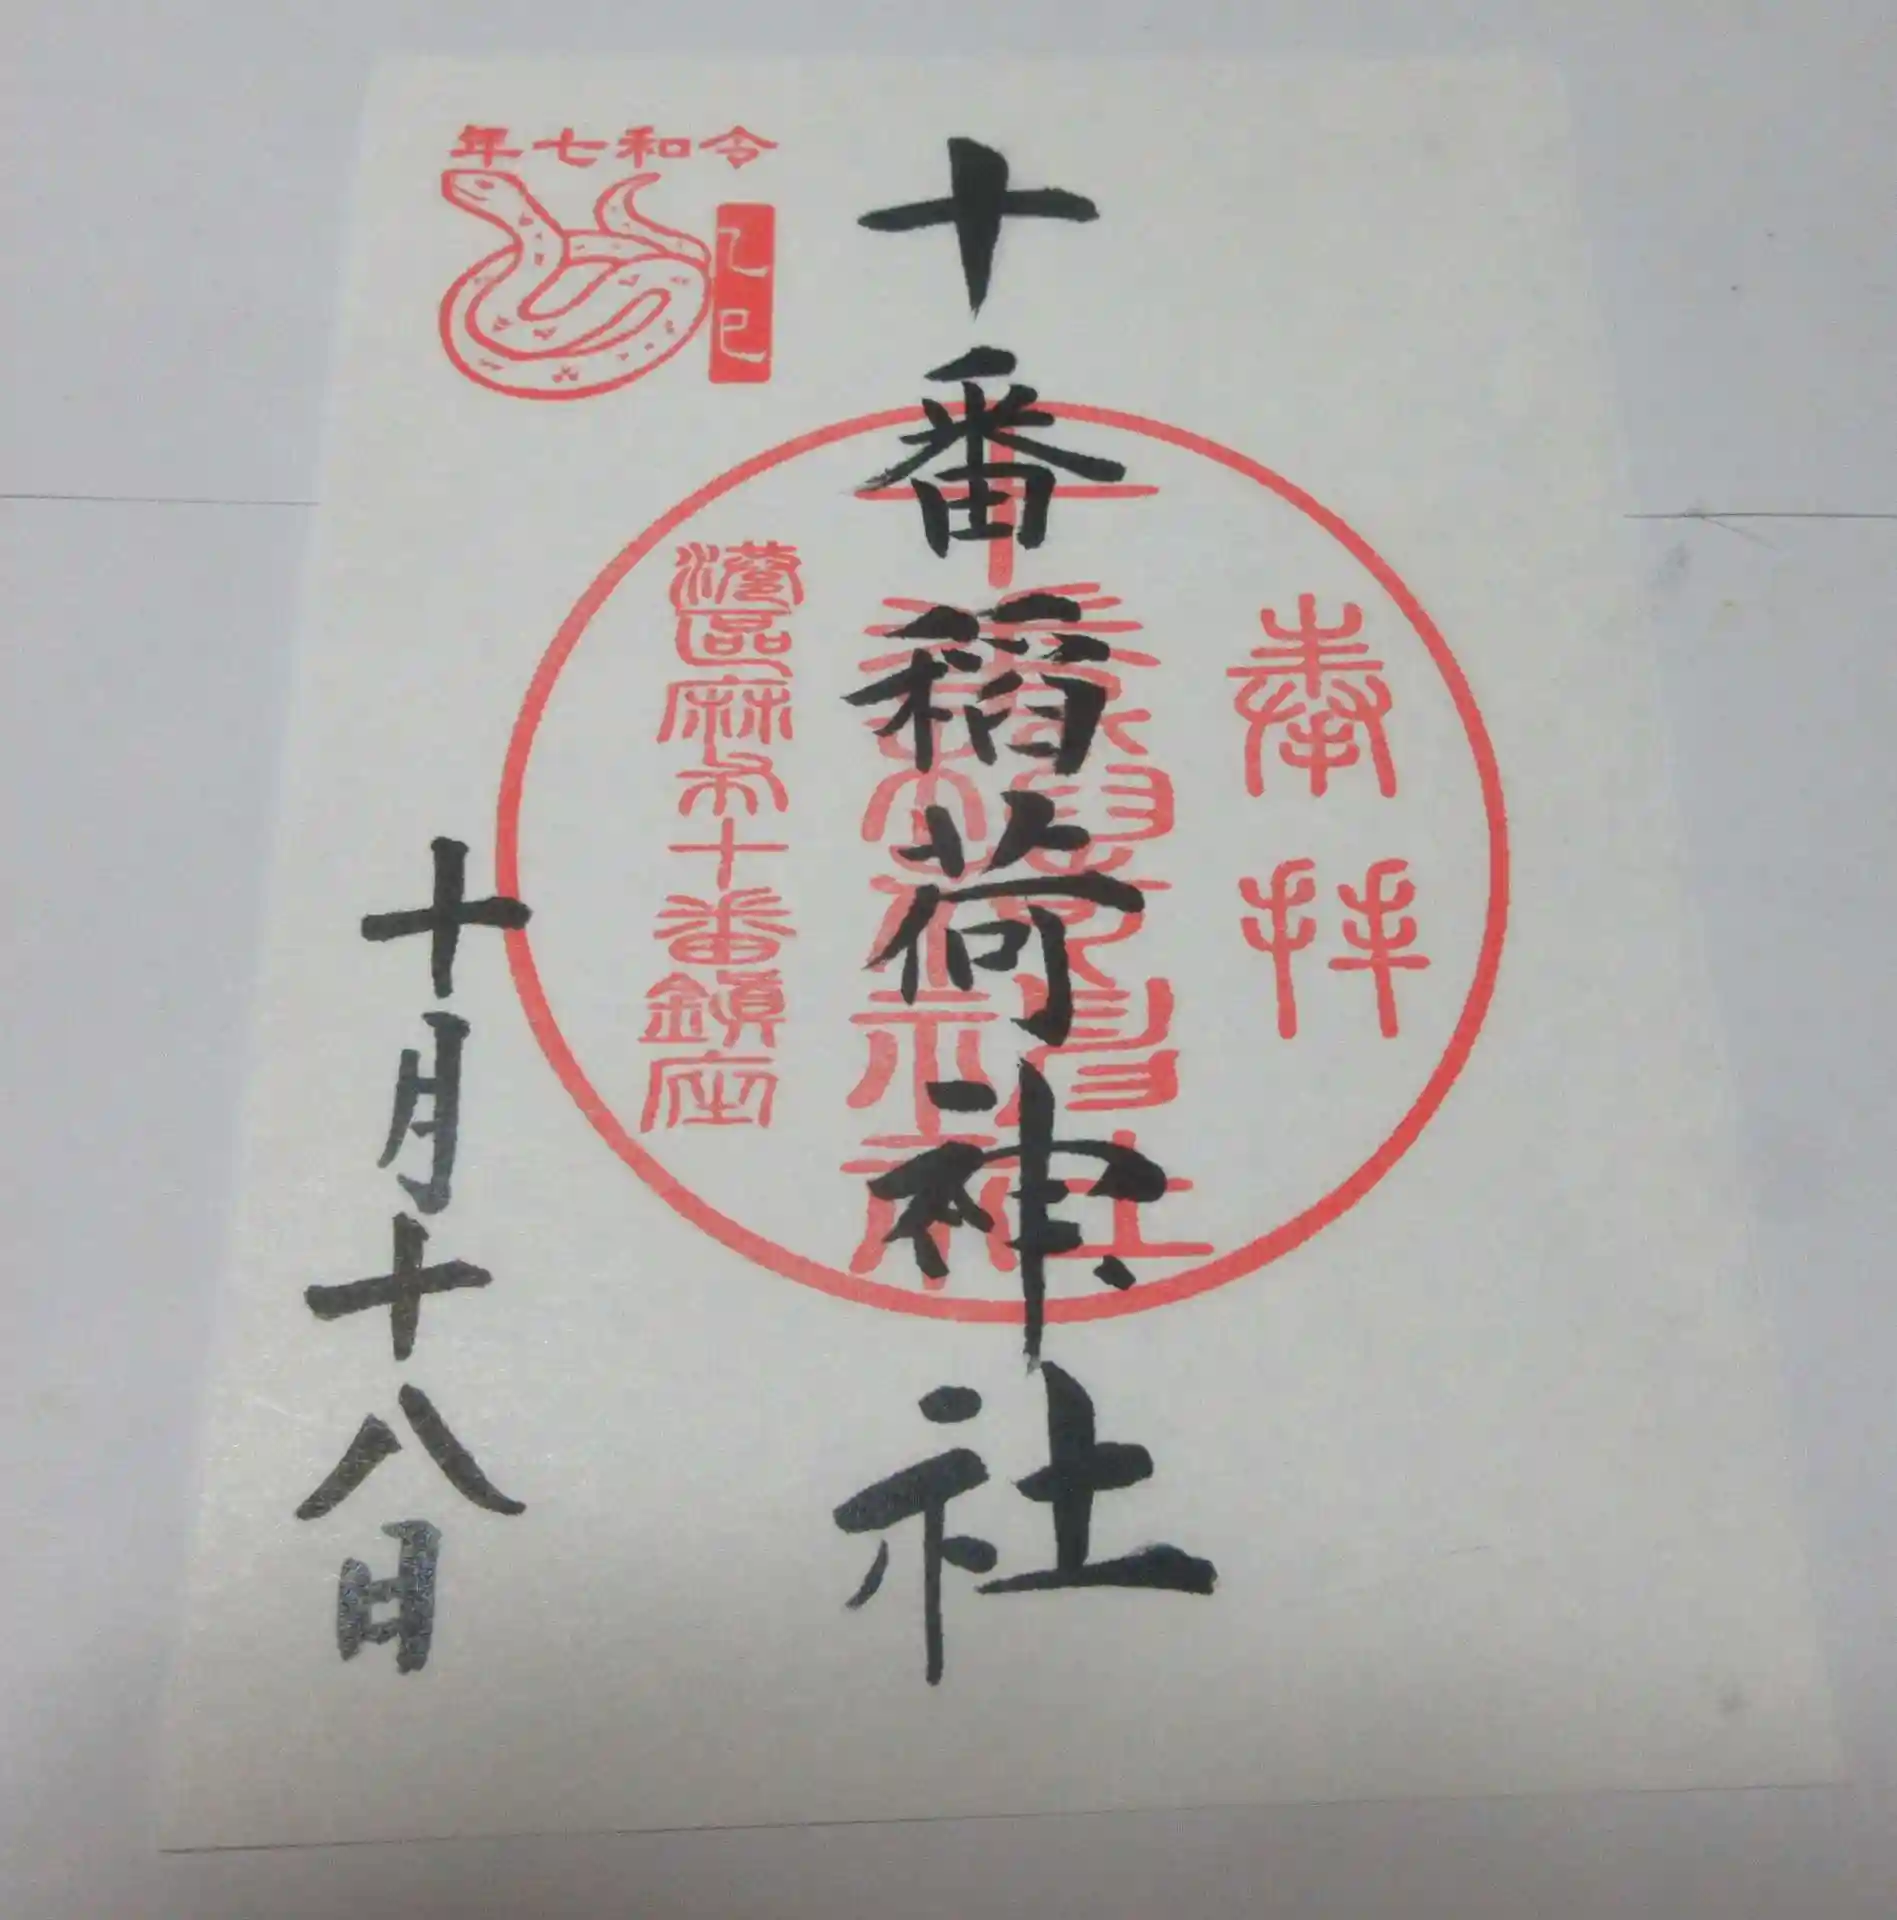 奉拝
十番稲荷神社
十番稲荷神社
港區麻布十番鎮座
令和七年
乙巳
十月十八日